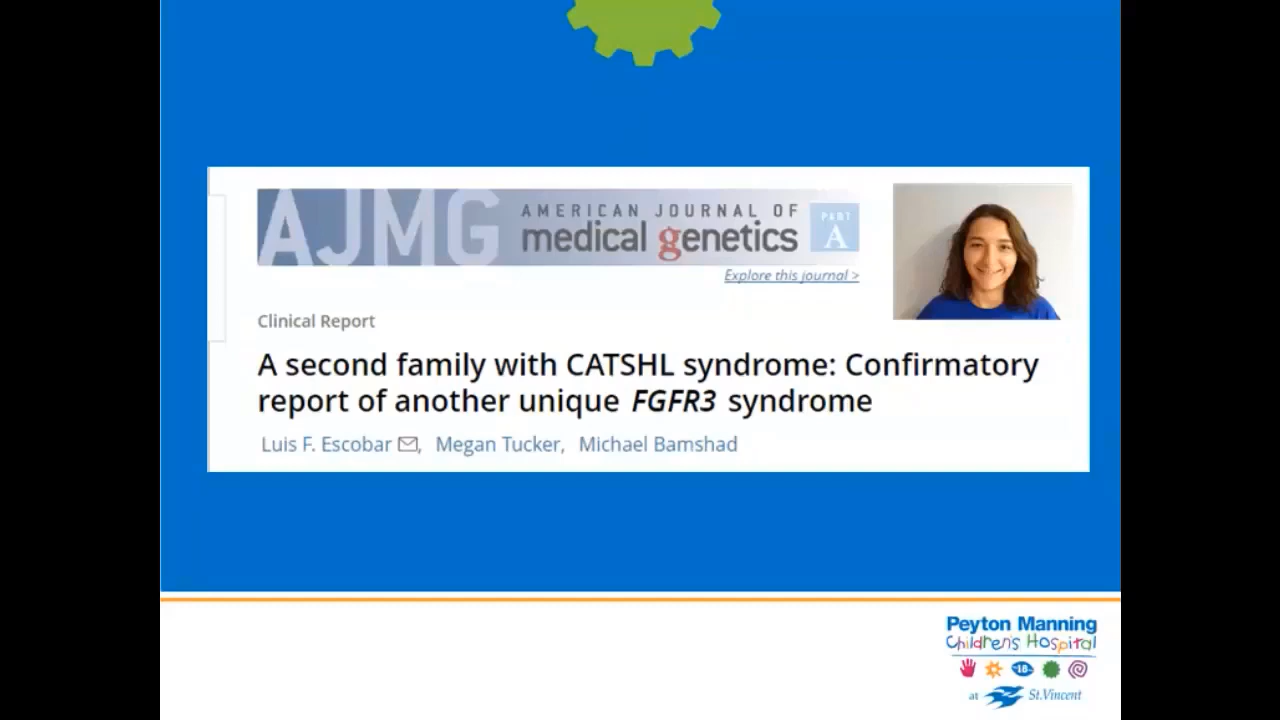 AJMG
AMERICAN JOURNAL OF
medical genetics
PART
A
Explore this journal >
Clinical Report
A second family with CATSHL syndrome: Confirmatory
report of another unique FGFR3 syndrome
Luis F. Escobar, Megan Tucker, Michael Bamshad
Peyton Manning
Children's Hospital
18
at St.Vincent